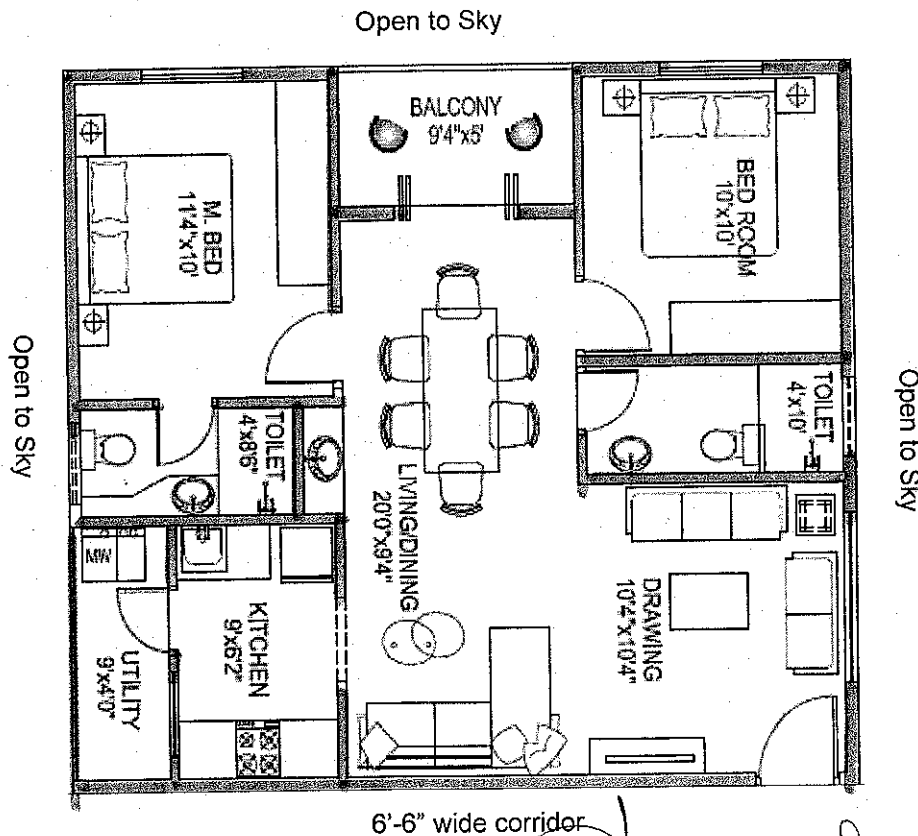 Open to Sky
BALCONY
9'4"x5'
M. BED
11'4"x10'
BED ROOM
10'x10'
Open to Sky
Open to Sky
TOILET
4'x8'6"
TOILET
4'x10'
LIVING/DINING
20'0"x9'4"
DRAWING
10'4"x10'4"
MW
KITCHEN
9'x6'2"
UTILITY
9'x4'0"
6'-6" wide corridor